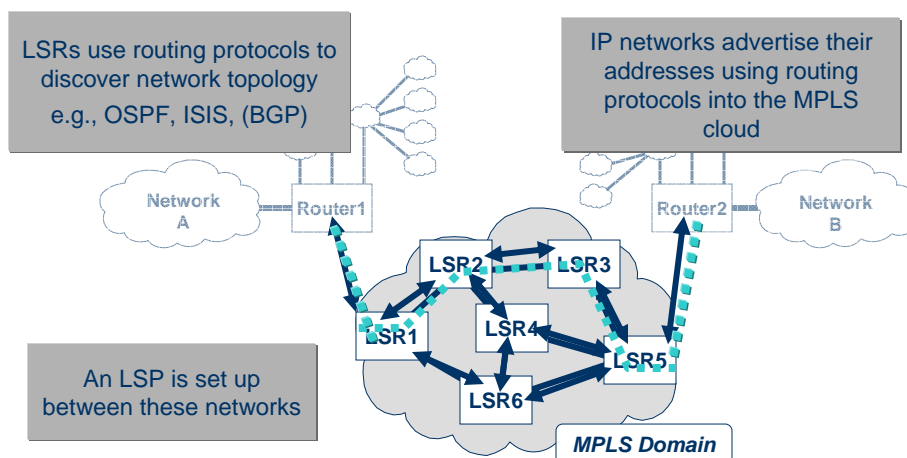 LSRs use routing protocols to
discover network topology
e.g., OSPF, ISIS, (BGP)
IP networks advertise their
addresses using routing
protocols into the MPLS
cloud
Network
A
Router1
Router2
Network
B
LSR2
LSR3
LSR1
LSR4
LSR5
LSR6
An LSP is set up
between these networks
MPLS Domain